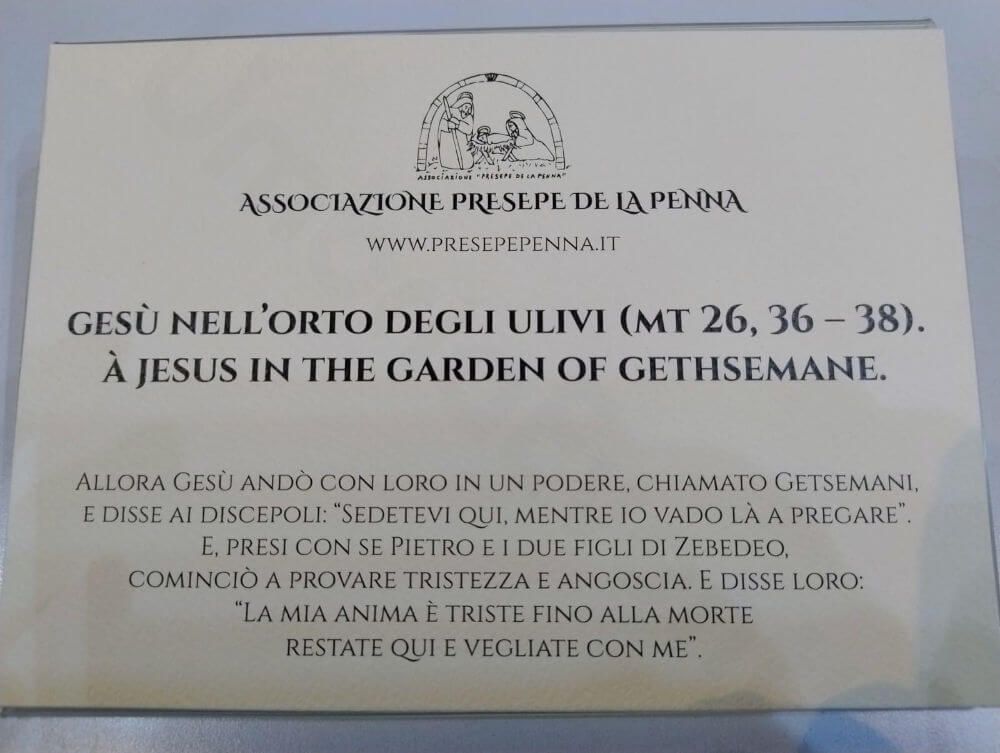 ASSOCIAZIONE "PRESEPE DE LA PENNA"
ASSOCIAZIONE PRESEPE DE LA PENNA
WWW.PRESEPEPENNA.IT
GESÙ NELL'ORTO DEGLI ULIVI (MT 26, 36 – 38).
À JESUS IN THE GARDEN OF GETHSEMANE.
ALLORA GESÙ ANDÒ CON LORO IN UN PODERE, CHIAMATO GETSEMANI,
E DISSE AI DISCEPOLI: “SEDETEVI QUI, MENTRE IO VADO LÀ A PREGARE”.
E, PRESI CON SE PIETRO E I DUE FIGLI DI ZEBEDEO,
COMINCIÒ A PROVARE TRISTEZZA E ANGOSCIA. E DISSE LORO:
“LA MIA ANIMA È TRISTE FINO ALLA MORTE
RESTATE QUI E VEGLIATE CON ME”.